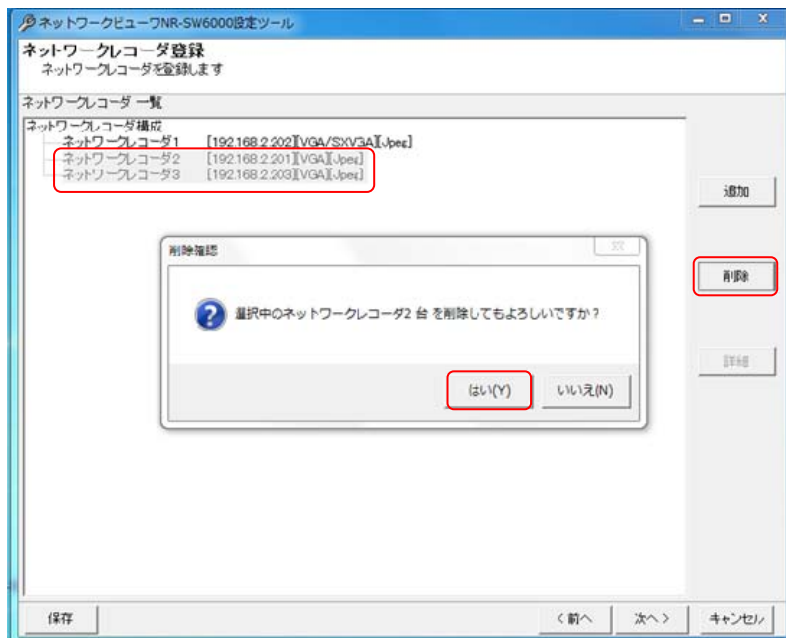 ネットワークビューワNR-SW6000設定ツール
ネットワークレコーダ登録
ネットワークレコーダを登録します
ネットワークレコーダ 一覧
ネットワークレコーダ構成
ネットワークレコーダ1 [192.168.2.202][VGA/SXVGA][Jpeg]
ネットワークレコーダ2 [192.168.2.201][VGA][Jpeg]
ネットワークレコーダ3 [192.168.2.203][VGA][Jpeg]
追加
削除確認
削除
選択中のネットワークレコーダ2 台 を削除してもよろしいですか？
詳細
はい(Y) いいえ(N)
保存 < 前へ 次へ > キャンセル